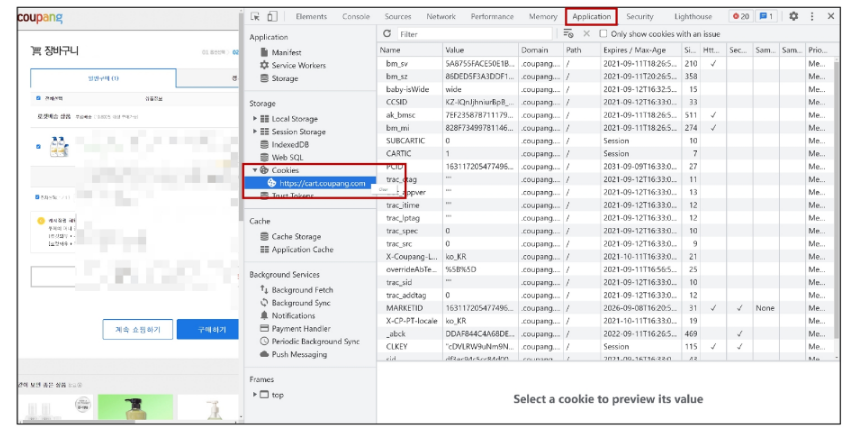 coupang
Elements Console Sources Network Performance Memory Application Security Lighthouse 20 1
장바구니
Application
Manifest
Service Workers
Storage
Storage
Local Storage
Session Storage
IndexedDB
Web SQL
Cookies
https://cart.coupang.com
Trust Tokens
Cache
Cache Storage
Application Cache
Background Services
Background Fetch
Background Sync
Notifications
Payment Handler
Periodic Background Sync
Push Messaging
Frames
top
계속 쇼핑하기 구매하기
Filter Only show cookies with an issue
Name Value Domain Path Expires / Max-Age Si... Htt... Sec... Sam... Sam... Prio...
bm_sv .coupang.... / 2021-09-11T18:26:5... 210 ✓ Me...
bm_sz .coupang.... / 2021-09-11T20:26:5... 358 Me...
baby-isWide wide .coupang.... / 2021-09-12T16:32:5... 15 Me...
CCSID .coupang.... / 2021-09-12T16:33:0... 33 Me...
ak_bmsc 7EF235878711179... .coupang.... / 2021-09-11T18:26:5... 511 ✓ Me...
bm_mi 828F73499781146... .coupang.... / 2021-09-11T18:26:5... 274 ✓ Me...
SUBCARTIC 0 .coupang.... / Session 10 Me...
CARTIC 1 .coupang.... / Session 7 Me...
PCID 163117205477496... .coupang.... / 2031-09-09T16:33:0... 27 Me...
"" .coupang.... / 2021-09-12T16:33:0... 11 Me...
"" .coupang.... / 2021-09-12T16:33:0... 13 Me...
trac_itime "" .coupang.... / 2021-09-12T16:33:0... 12 Me...
trac_lptag "" .coupang.... / 2021-09-12T16:33:0... 12 Me...
trac_spec 0 .coupang.... / 2021-09-12T16:33:0... 10 Me...
trac_src 0 .coupang.... / 2021-09-12T16:33:0... 9 Me...
X-Coupang-L... ko_KR .coupang.... / 2021-10-11T16:33:0... 21 Me...
overrideAbTe... %5B%5D .coupang.... / 2021-09-11T16:56:5... 25 Me...
trac_sid "" .coupang.... / 2021-09-12T16:33:0... 10 Me...
trac_addtag 0 .coupang.... / 2021-09-12T16:33:0... 12 Me...
MARKETID 163117205477496... .coupang.... / 2026-09-08T16:20:5... 31 ✓ ✓ None Me...
X-CP-PT-locale ko_KR .coupang.... / 2021-10-11T16:33:0... 19 Me...
_abck DDAF844C4A68DE... .coupang.... / 2022-09-11T16:26:5... 469 ✓ Me...
CLKEY .coupang.... / Session 115 ✓ ✓ Me...
Select a cookie to preview its value